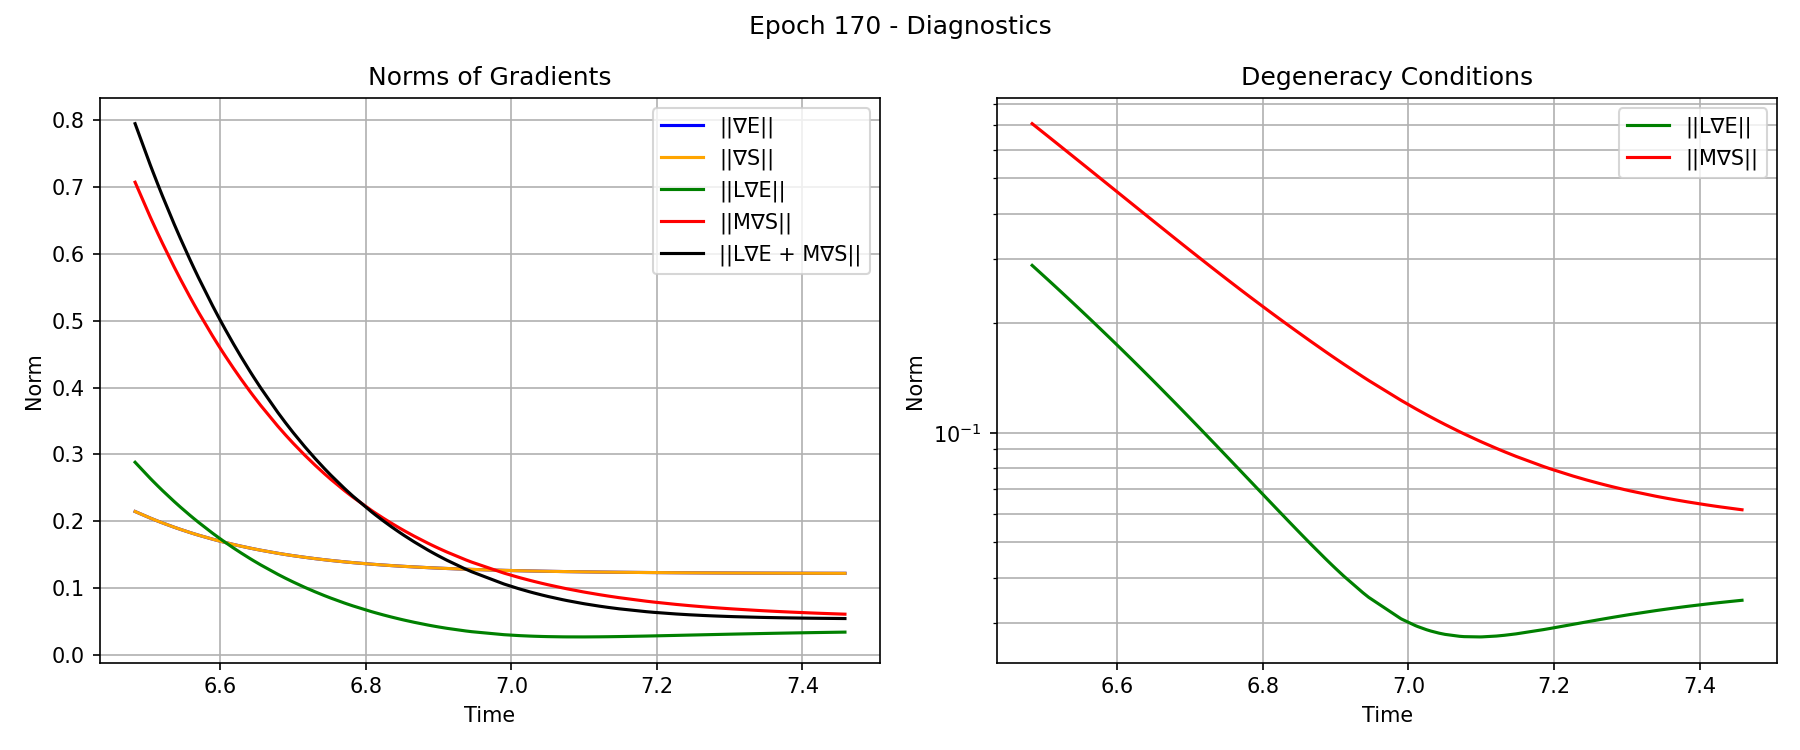 Epoch 170 - Diagnostics
Norms of Gradients
0.8
0.7
0.6
0.5
0.4
0.3
0.2
0.1
0.0
Norm
6.6 6.8 7.0 7.2 7.4
Time
||∇E||
||∇S||
||L∇E||
||M∇S||
||L∇E + M∇S||
Degeneracy Conditions
10⁻¹
Norm
6.6 6.8 7.0 7.2 7.4
Time
||L∇E||
||M∇S||